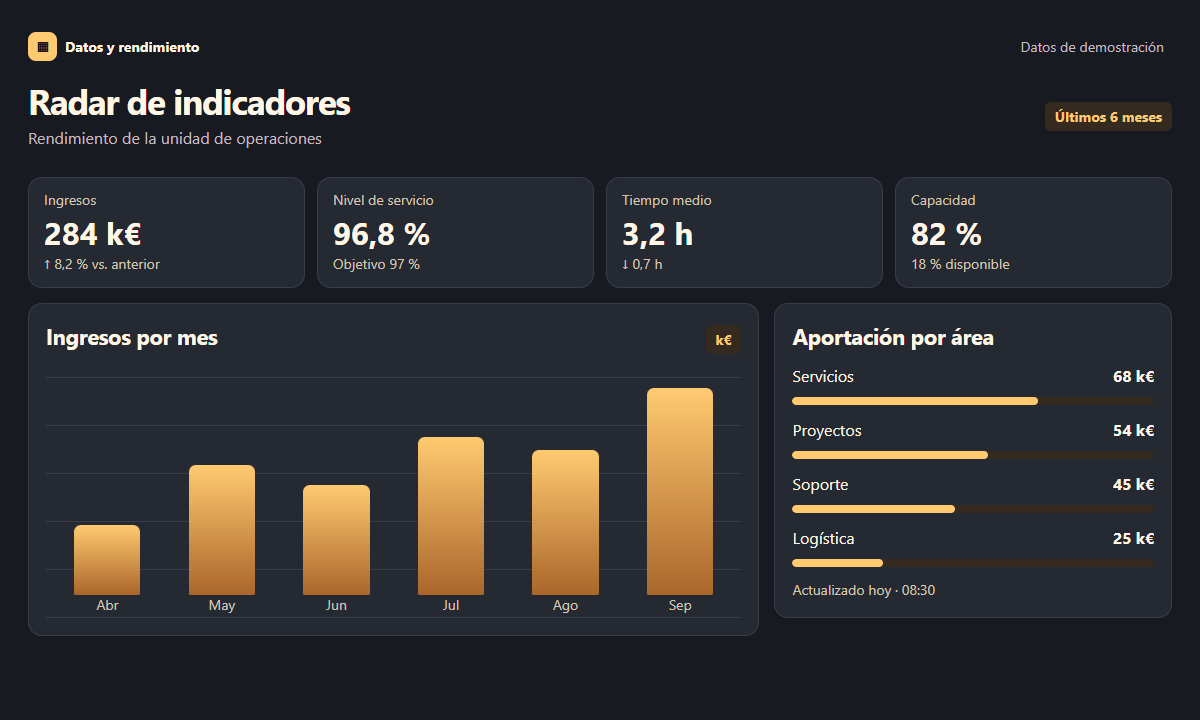 Datos y rendimiento
Datos de demostración
Radar de indicadores
Rendimiento de la unidad de operaciones
Últimos 6 meses
Ingresos
284 k€
↑ 8,2 % vs. anterior
Nivel de servicio
96,8 %
Objetivo 97 %
Tiempo medio
3,2 h
↓ 0,7 h
Capacidad
82 %
18 % disponible
Ingresos por mes
k€
Abr May Jun Jul Ago Sep
Aportación por área
Servicios 68 k€
Proyectos 54 k€
Soporte 45 k€
Logística 25 k€
Actualizado hoy · 08:30